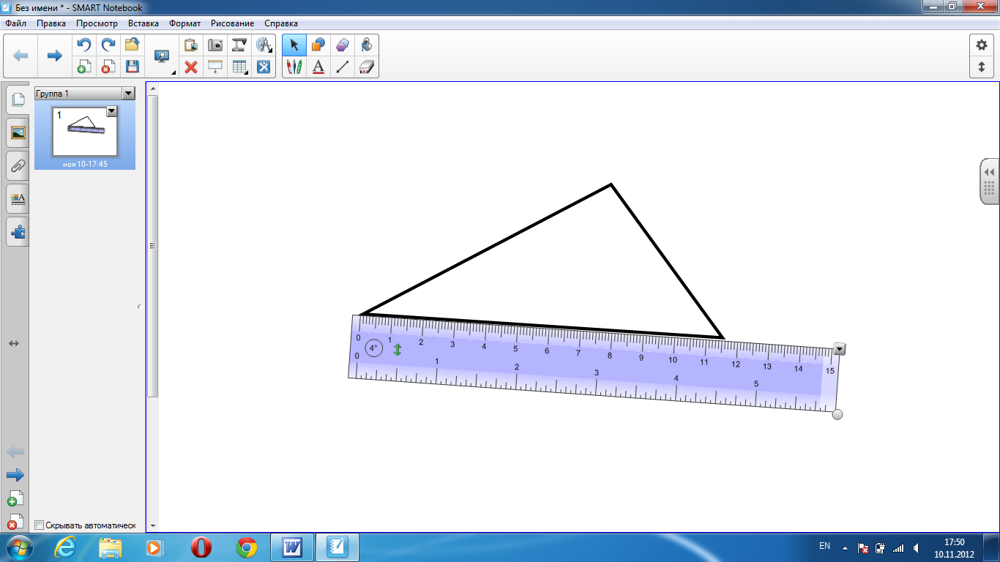 Без имени * - SMART Notebook
Файл Правка Просмотр Вставка Формат Рисование Справка
Группа 1
1
ноя 10-17:45
0 1 2 3 4 5 6 7 8 9 10 11 12 13 14 15
4°
0 1 2 3 4 5
Скрывать автоматическ
EN
17:50
10.11.2012